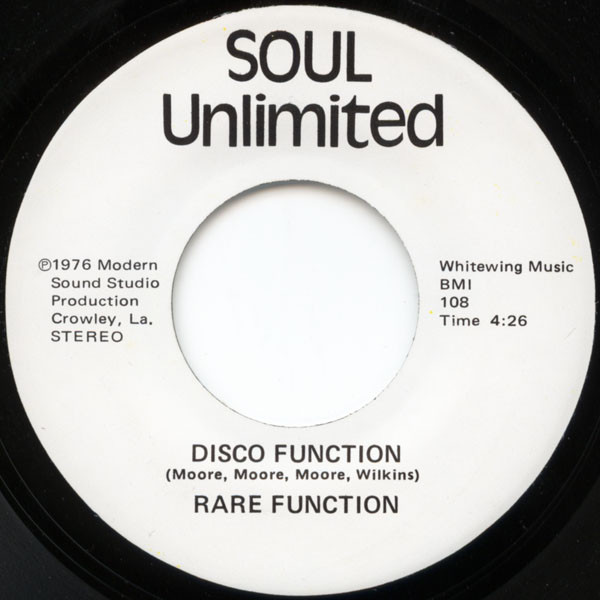 SOUL
Unlimited
℗1976 Modern
Sound Studio
Production
Crowley, La.
STEREO
Whitewing Music
BMI
108
Time 4:26
DISCO FUNCTION
(Moore, Moore, Moore, Wilkins)
RARE FUNCTION